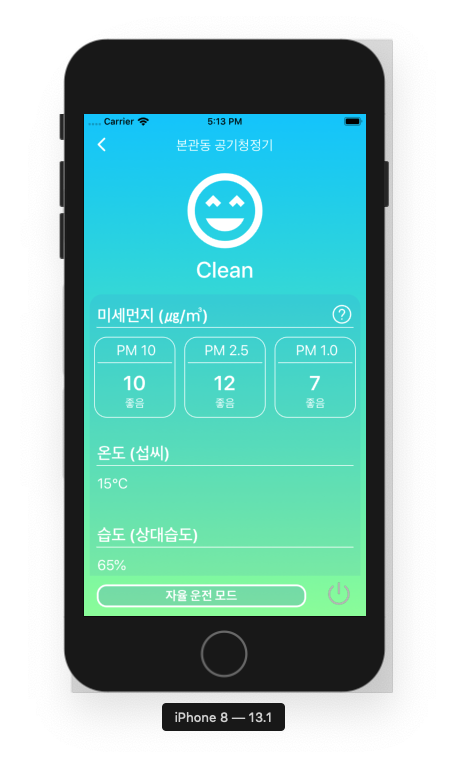 Carrier 5:13 PM
본관동 공기청정기
Clean
미세먼지 (㎍/㎥) ?
PM 10 PM 2.5 PM 1.0
10 12 7
좋음 좋음 좋음
온도 (섭씨)
15°C
습도 (상대습도)
65%
자율 운전 모드
iPhone 8 — 13.1